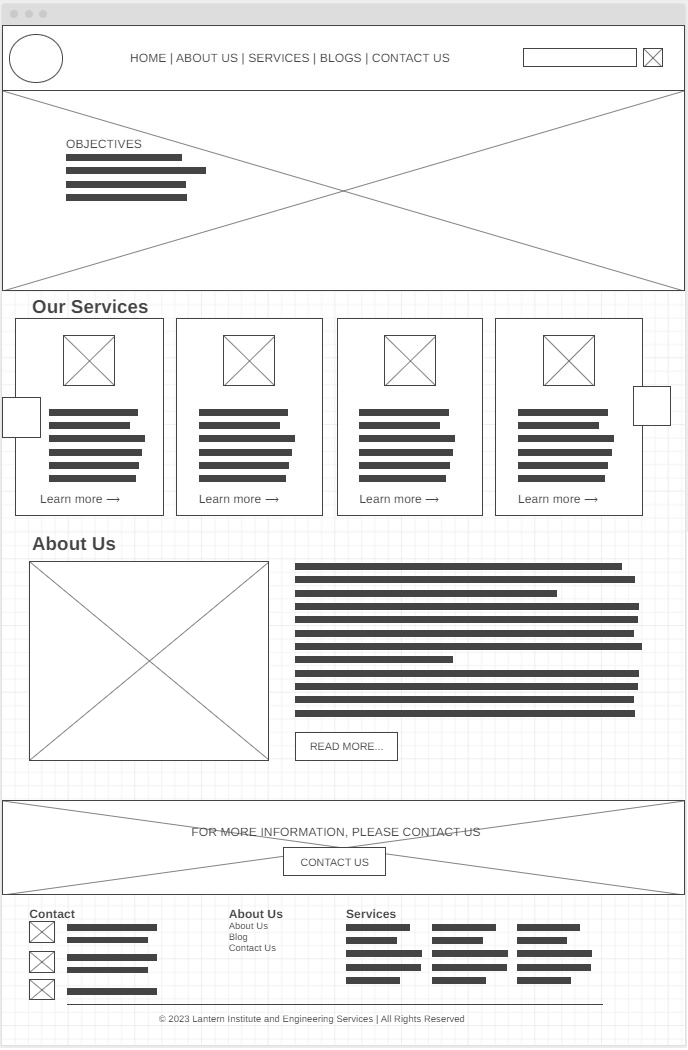 HOME | ABOUT US | SERVICES | BLOGS | CONTACT US
OBJECTIVES
Our Services
Learn more →
Learn more →
Learn more →
Learn more →
About Us
READ MORE...
FOR MORE INFORMATION, PLEASE CONTACT US
CONTACT US
Contact
About Us
About Us
Blog
Contact Us
Services
© 2023 Lantern Institute and Engineering Services | All Rights Reserved